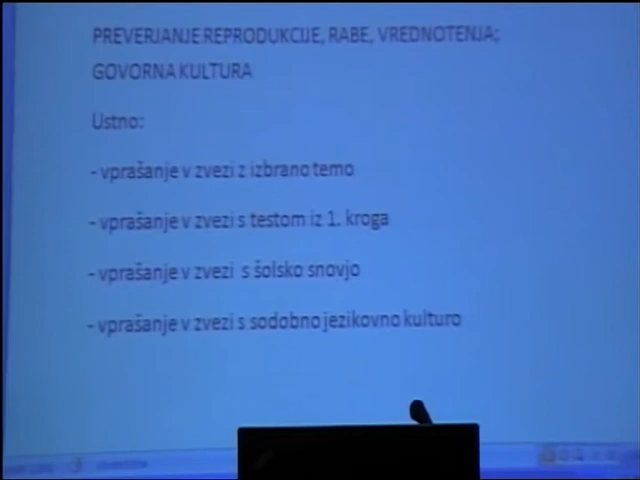 PREVERJANJE REPRODUKCIJE, RABE, VREDNOTENJA;
GOVORNA KULTURA
Ustno:
- vprašanje v zvezi z izbrano temo
- vprašanje v zvezi s testom iz 1. kroga
- vprašanje v zvezi s šolsko snovjo
- vprašanje v zvezi s sodobno jezikovno kulturo